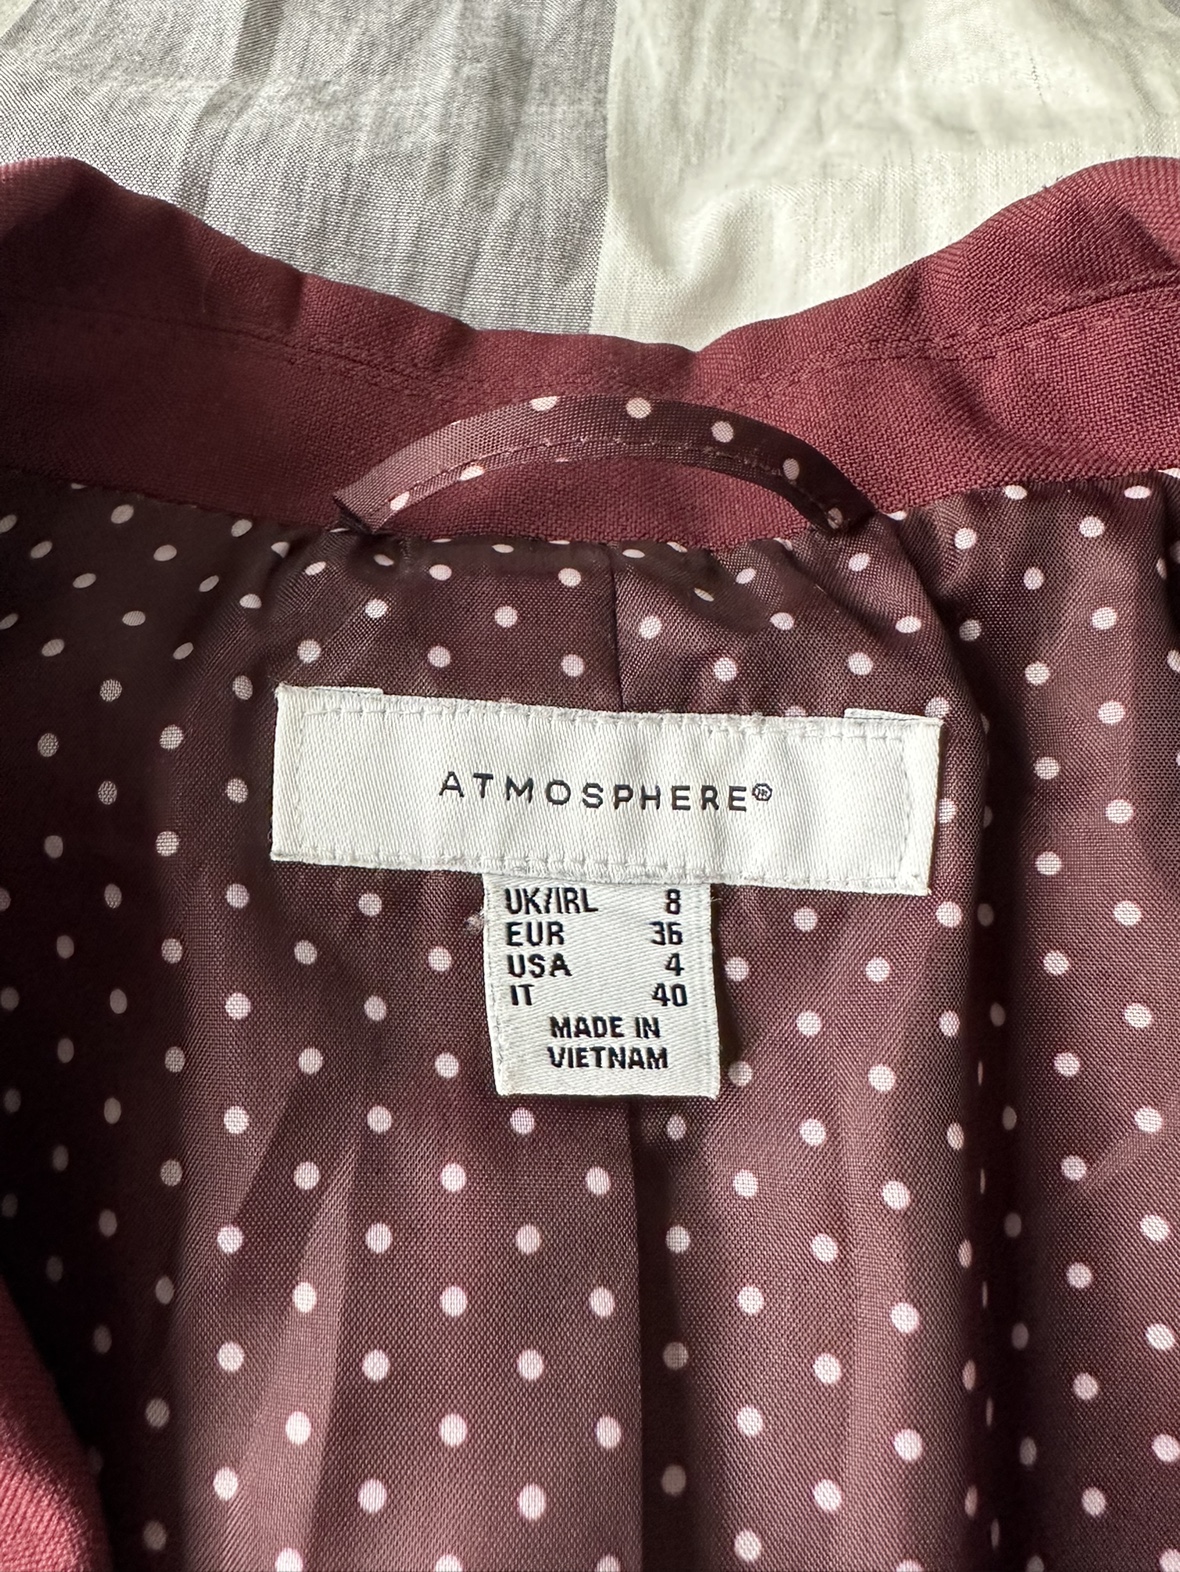 ATMOSPHERE®
UK/IRL 8
EUR 36
USA 4
IT 40
MADE IN
VIETNAM